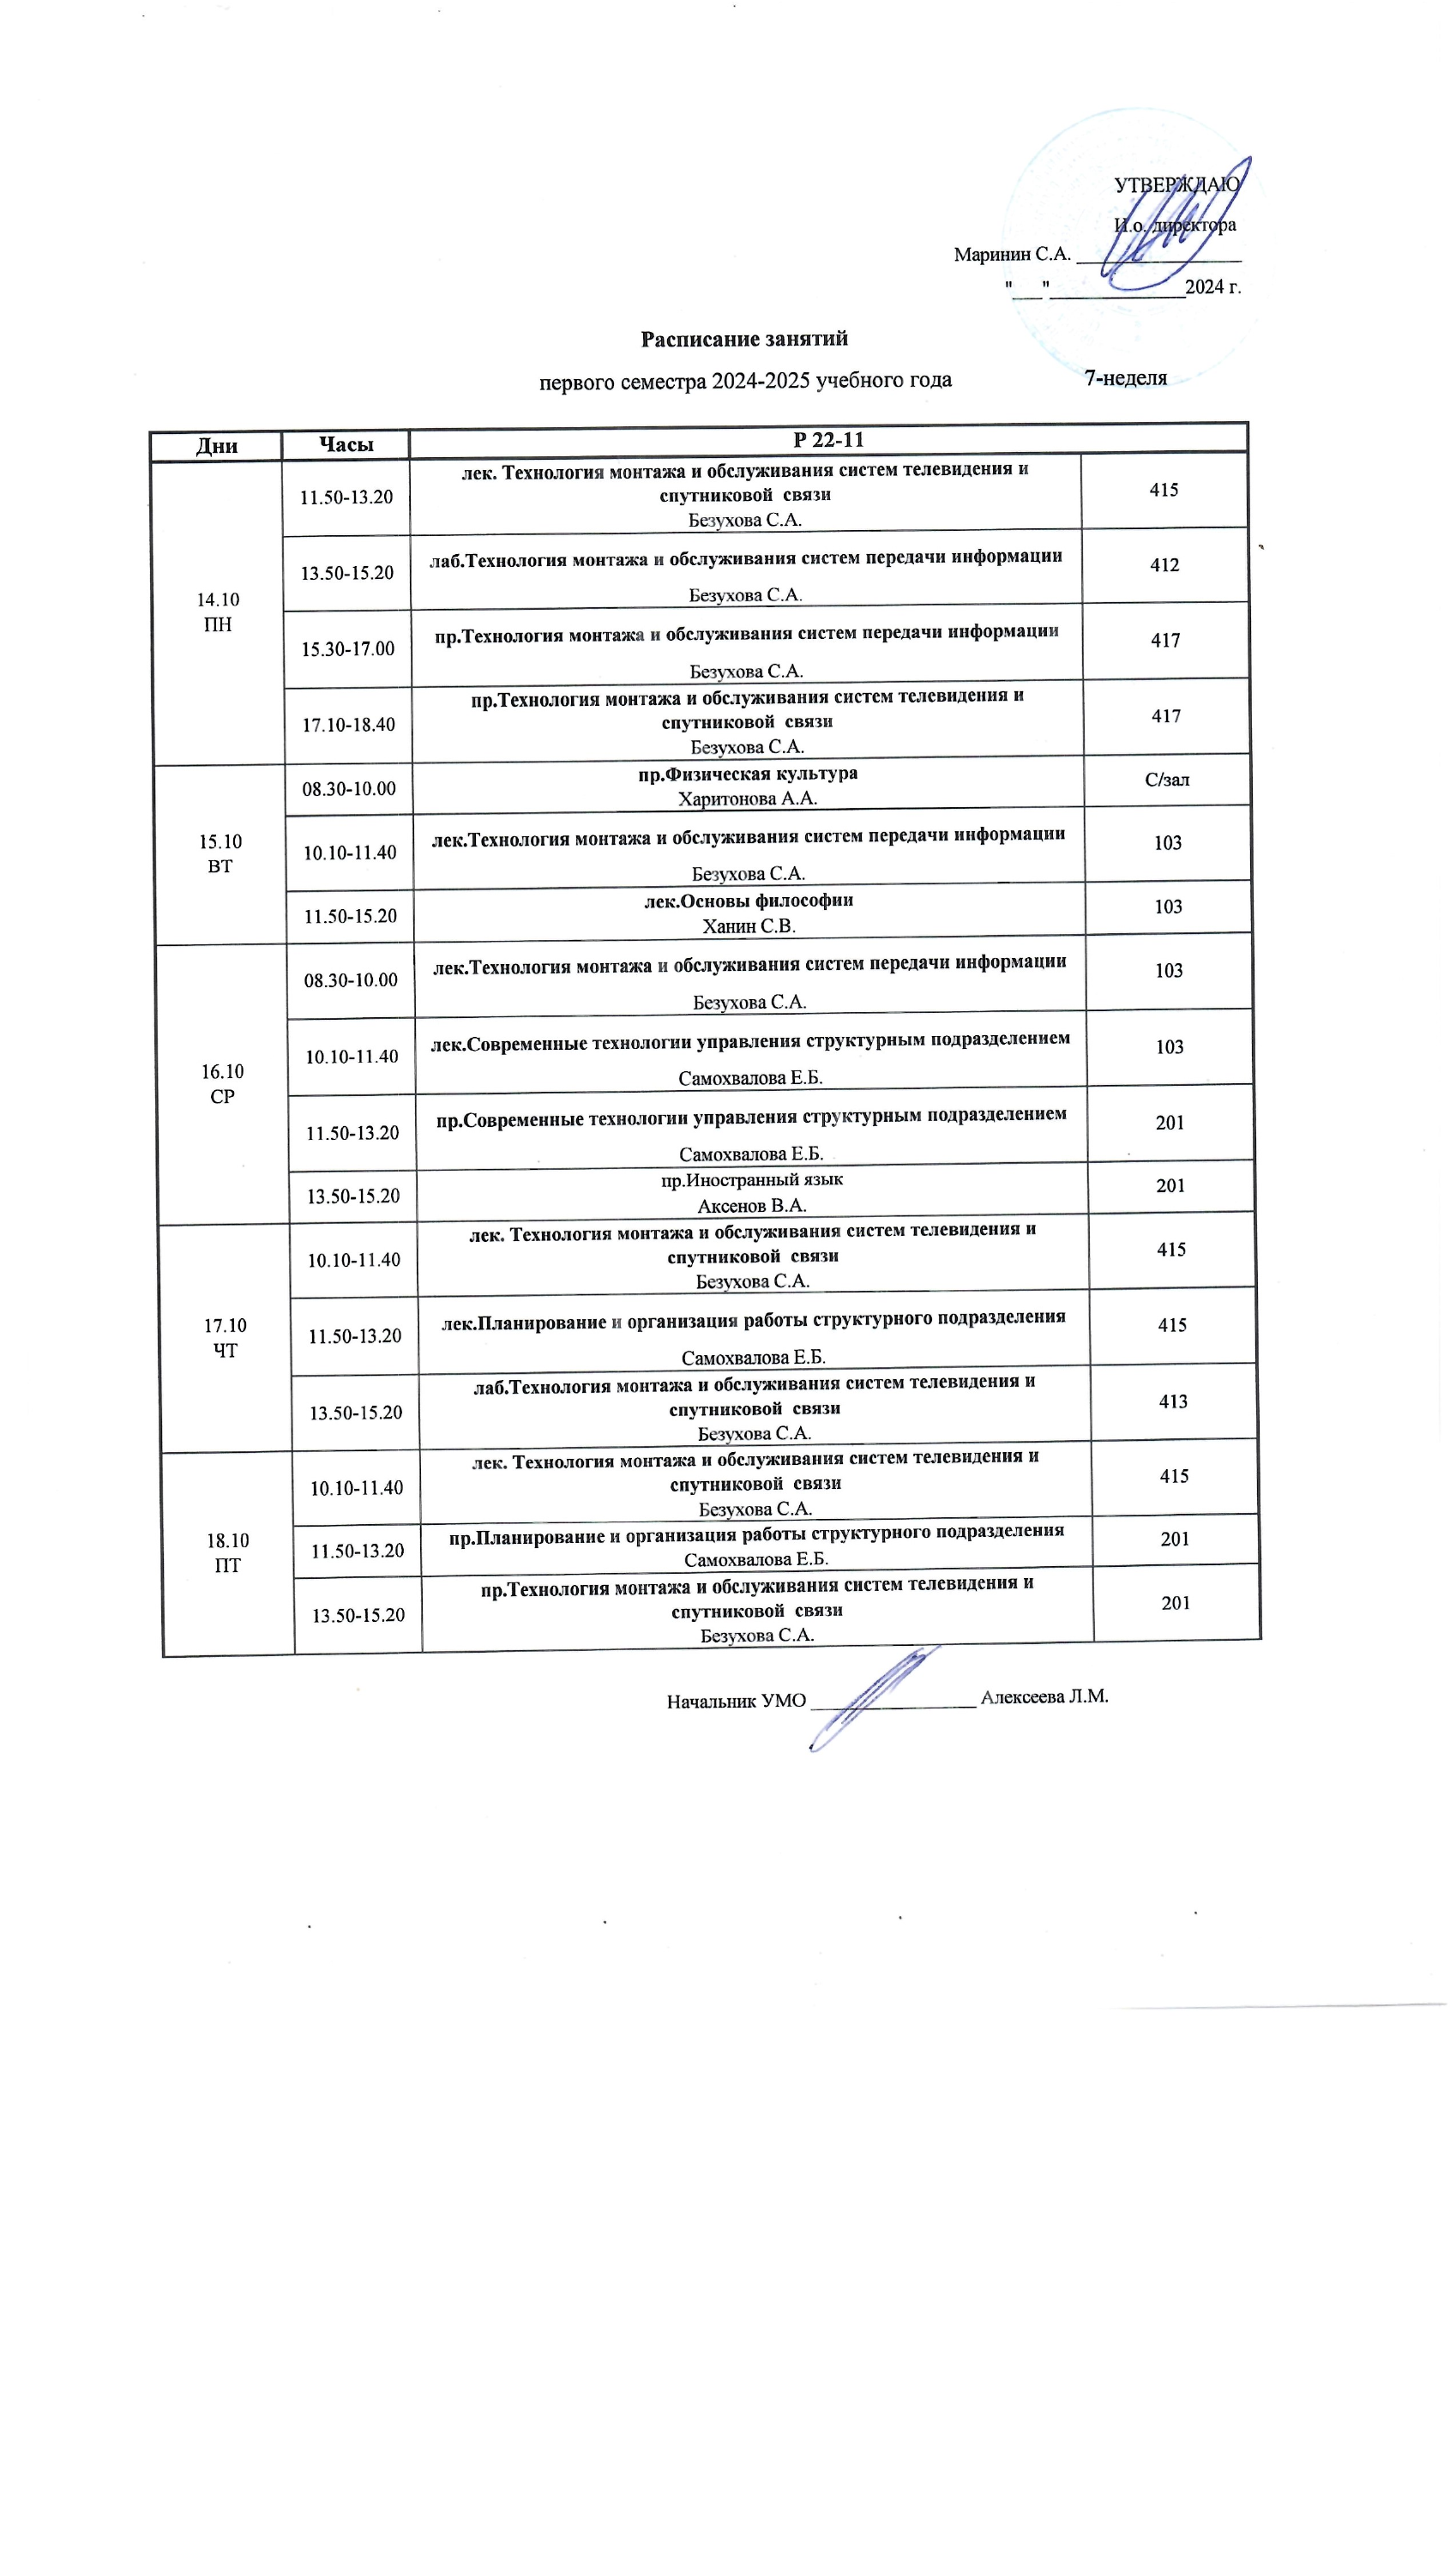 УТВЕРЖДАЮ
И.о. директора
Маринин С.А.
"___"______________2024 г.
Расписание занятий
первого семестра 2024-2025 учебного года 7-неделя
Дни Часы Р 22-11
14.10
ПН
11.50-13.20
лек. Технология монтажа и обслуживания систем телевидения и
спутниковой связи
Безухова С.А.
415
13.50-15.20
лаб.Технология монтажа и обслуживания систем передачи информации
Безухова С.А.
412
15.30-17.00
пр.Технология монтажа и обслуживания систем передачи информации
Безухова С.А.
417
17.10-18.40
пр.Технология монтажа и обслуживания систем телевидения и
спутниковой связи
Безухова С.А.
417
15.10
ВТ
08.30-10.00
пр.Физическая культура
Харитонова А.А.
С/зал
10.10-11.40
лек.Технология монтажа и обслуживания систем передачи информации
Безухова С.А.
103
11.50-15.20
лек.Основы философии
Ханин С.В.
103
16.10
СР
08.30-10.00
лек.Технология монтажа и обслуживания систем передачи информации
Безухова С.А.
103
10.10-11.40
лек.Современные технологии управления структурным подразделением
Самохвалова Е.Б.
103
11.50-13.20
пр.Современные технологии управления структурным подразделением
Самохвалова Е.Б.
201
13.50-15.20
пр.Иностранный язык
Аксенов В.А.
201
17.10
ЧТ
10.10-11.40
лек. Технология монтажа и обслуживания систем телевидения и
спутниковой связи
Безухова С.А.
415
11.50-13.20
лек.Планирование и организация работы структурного подразделения
Самохвалова Е.Б.
415
13.50-15.20
лаб.Технология монтажа и обслуживания систем телевидения и
спутниковой связи
Безухова С.А.
413
18.10
ПТ
10.10-11.40
лек. Технология монтажа и обслуживания систем телевидения и
спутниковой связи
Безухова С.А.
415
11.50-13.20
пр.Планирование и организация работы структурного подразделения
Самохвалова Е.Б.
201
13.50-15.20
пр.Технология монтажа и обслуживания систем телевидения и
спутниковой связи
Безухова С.А.
201
Начальник УМО _________________ Алексеева Л.М.